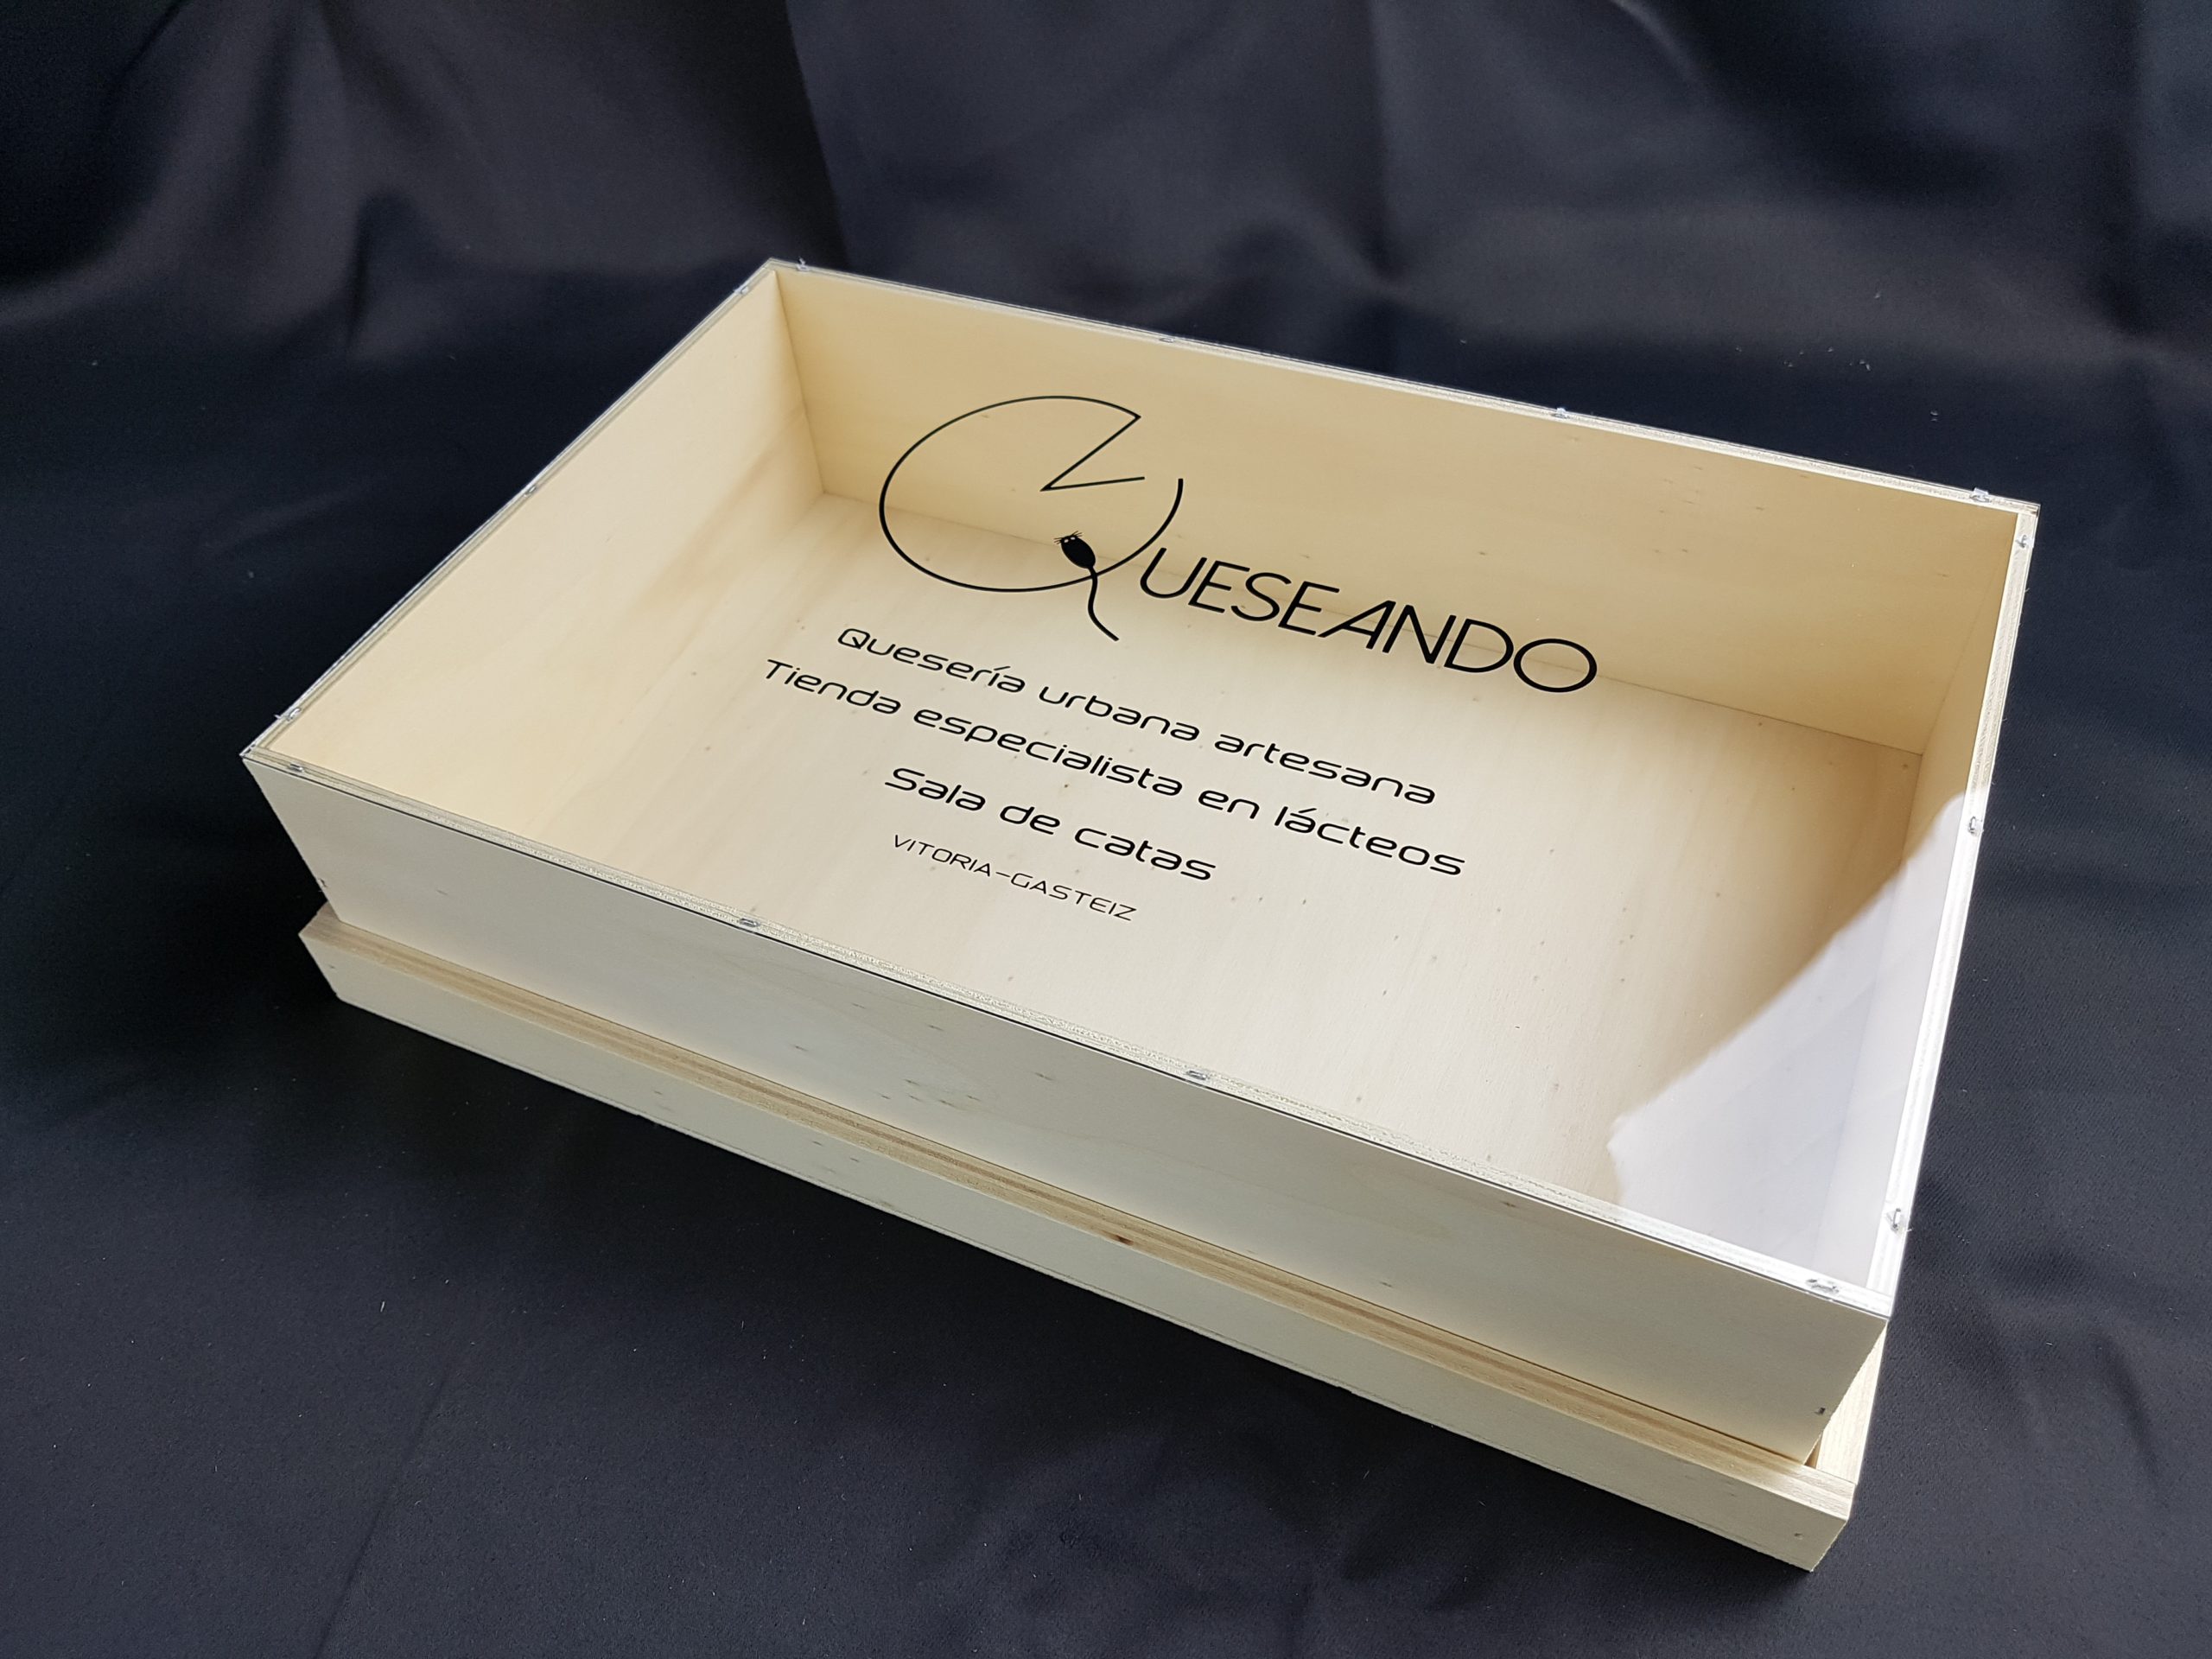 QUESEANDO
Quesería urbana artesana
Tienda especialista en lácteos
Sala de catas
VITORIA-GASTEIZ